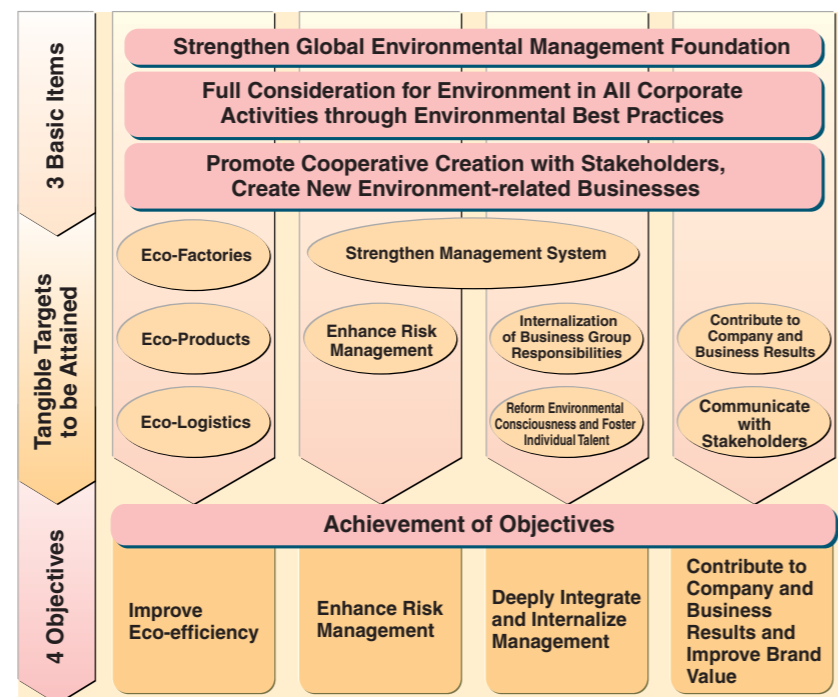 3 Basic Items
Strengthen Global Environmental Management Foundation
Full Consideration for Environment in All Corporate
Activities through Environmental Best Practices
Promote Cooperative Creation with Stakeholders,
Create New Environment-related Businesses
Tangible Targets
to be Attained
Eco-Factories
Strengthen Management System
Eco-Products
Enhance Risk
Management
Internalization
of Business Group
Responsibilities
Contribute to
Company and
Business Results
Eco-Logistics
Reform Environmental
Consciousness and Foster
Individual Talent
Communicate
with
Stakeholders
4 Objectives
Achievement of Objectives
Improve
Eco-efficiency
Enhance Risk
Management
Deeply Integrate
and Internalize
Management
Contribute to
Company and
Business
Results and
Improve Brand
Value